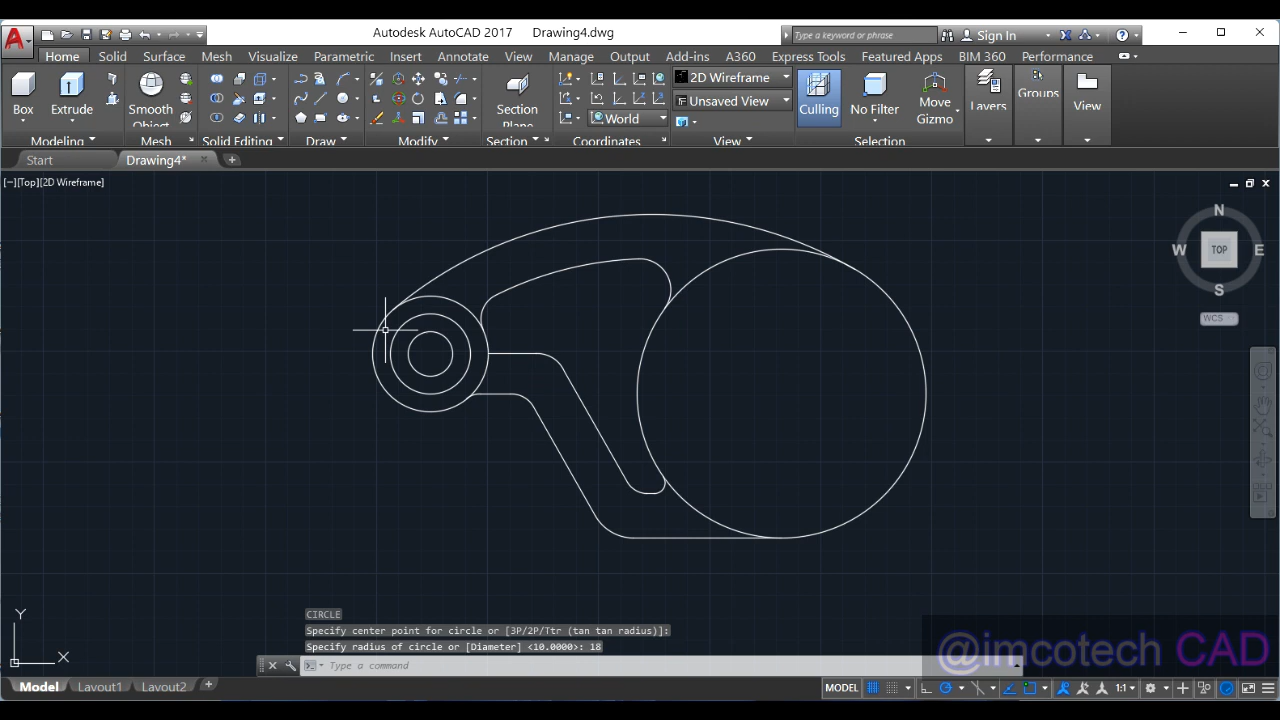 Autodesk AutoCAD 2017 Drawing4.dwg
Type a keyword or phrase
Sign In
Home Solid Surface Mesh Visualize Parametric Insert Annotate View Manage Output Add-ins A360 Express Tools Featured Apps BIM 360 Performance
Box
Extrude
Smooth
Object
Section
Plane
World
2D Wireframe
Unsaved View
Culling
No Filter
Move
Gizmo
Layers
Groups
View
Modeling Mesh Solid Editing Draw Modify Section Coordinates View Selection
Start Drawing4*
[−][Top][2D Wireframe]
N
W TOP E
S
WCS
CIRCLE
Specify center point for circle or [3P/2P/Ttr (tan tan radius)]:
Specify radius of circle or [Diameter] <10.0000>: 18
Type a command
Y
X
@imcotech CAD
Model Layout1 Layout2 +
MODEL 1:1